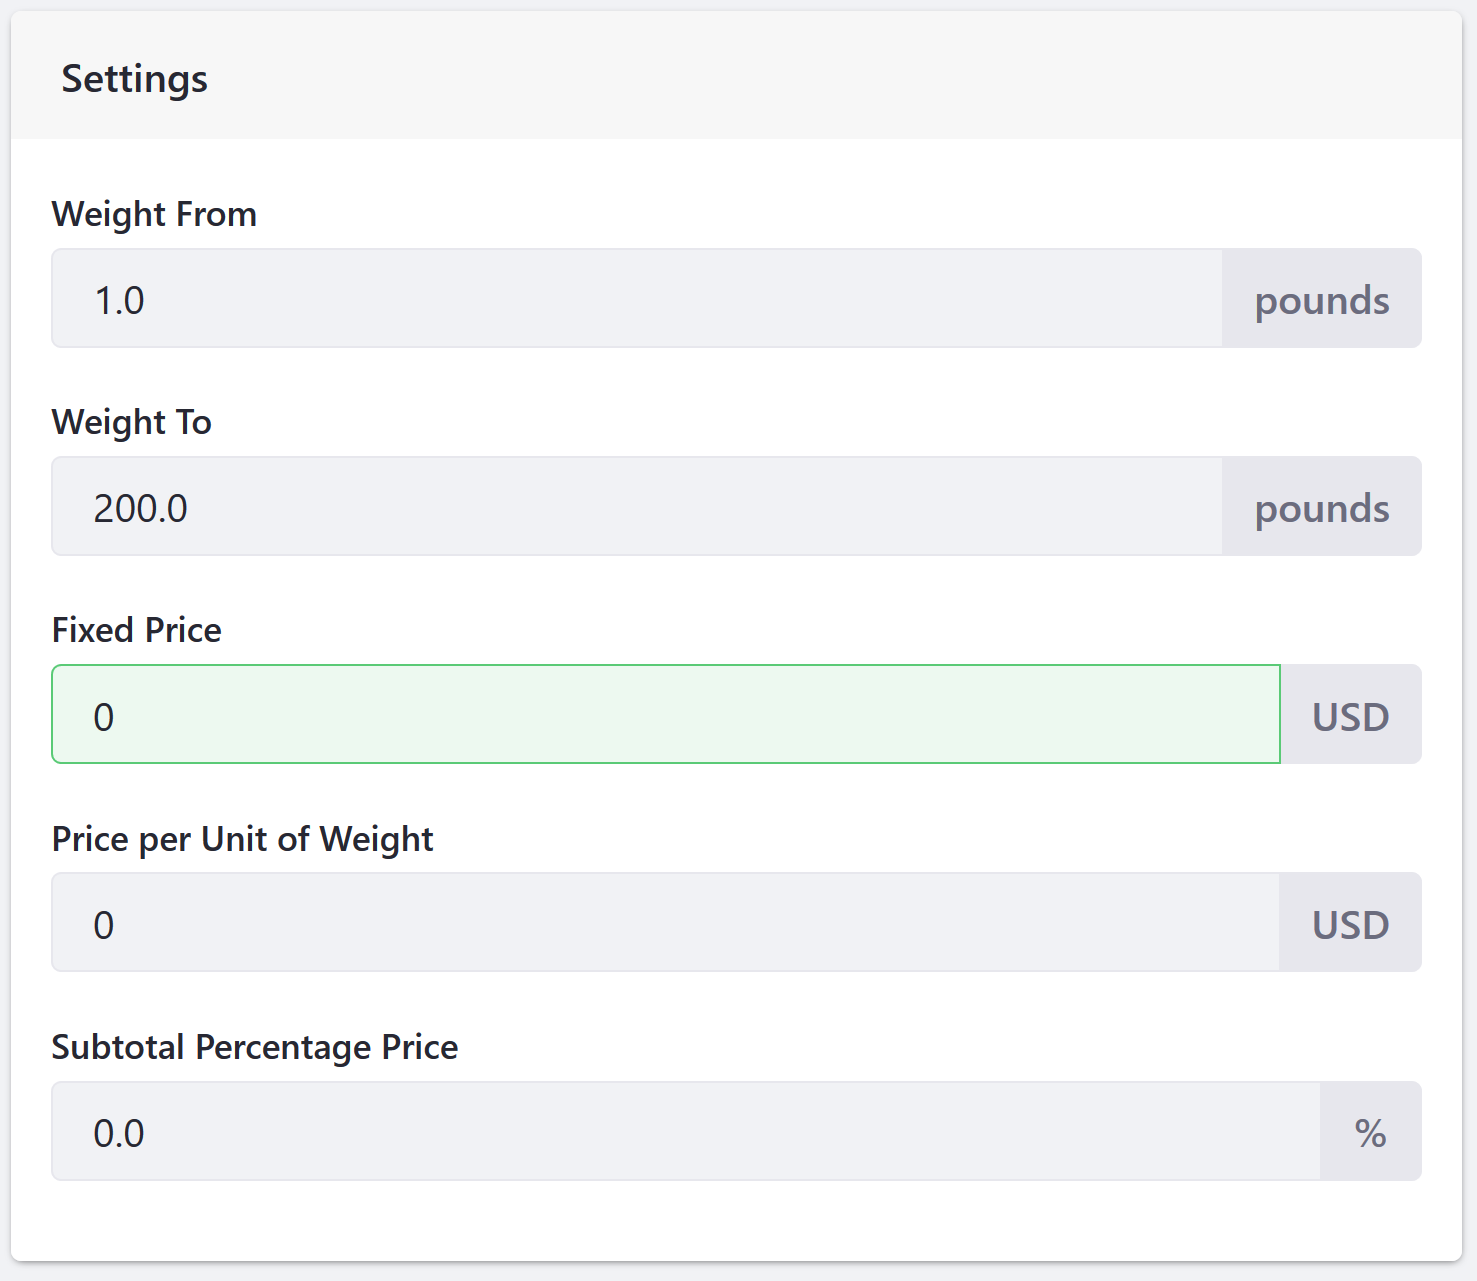 Settings
Weight From
1.0 pounds
Weight To
200.0 pounds
Fixed Price
0 USD
Price per Unit of Weight
0 USD
Subtotal Percentage Price
0.0 %